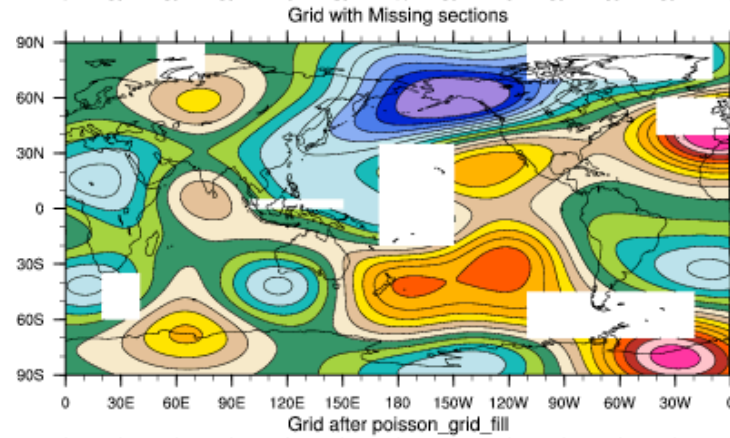 Grid with Missing sections
90N
60N
30N
0
30S
60S
90S
0 30E 60E 90E 120E 150E 180 150W 120W 90W 60W 30W 0
Grid after poisson_grid_fill